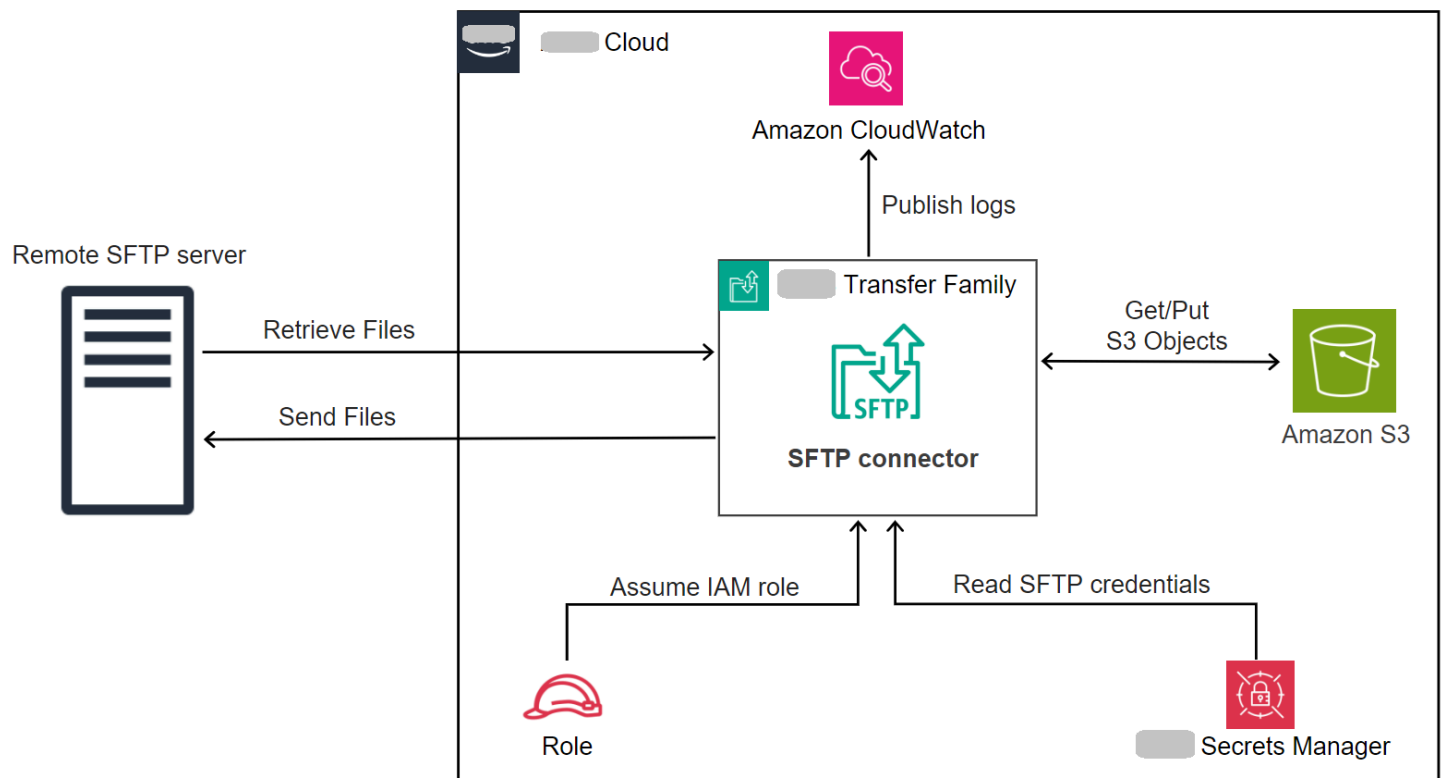 Cloud
Amazon CloudWatch
Publish logs
Remote SFTP server
Transfer Family
Retrieve Files
Get/Put
S3 Objects
SFTP
Send Files
Amazon S3
SFTP connector
Assume IAM role
Read SFTP credentials
Role
Secrets Manager